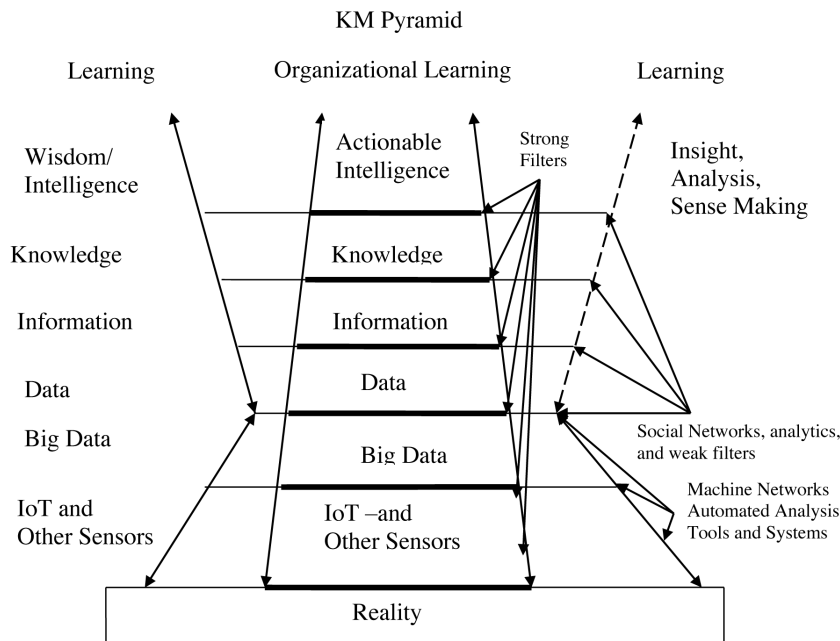 KM Pyramid
Learning
Organizational Learning
Learning
Wisdom/
Intelligence
Actionable
Intelligence
Strong
Filters
Insight,
Analysis,
Sense Making
Knowledge
Knowledge
Information
Information
Data
Data
Big Data
Big Data
Social Networks, analytics,
and weak filters
IoT and
Other Sensors
IoT –and
Other Sensors
Machine Networks
Automated Analysis
Tools and Systems
Reality